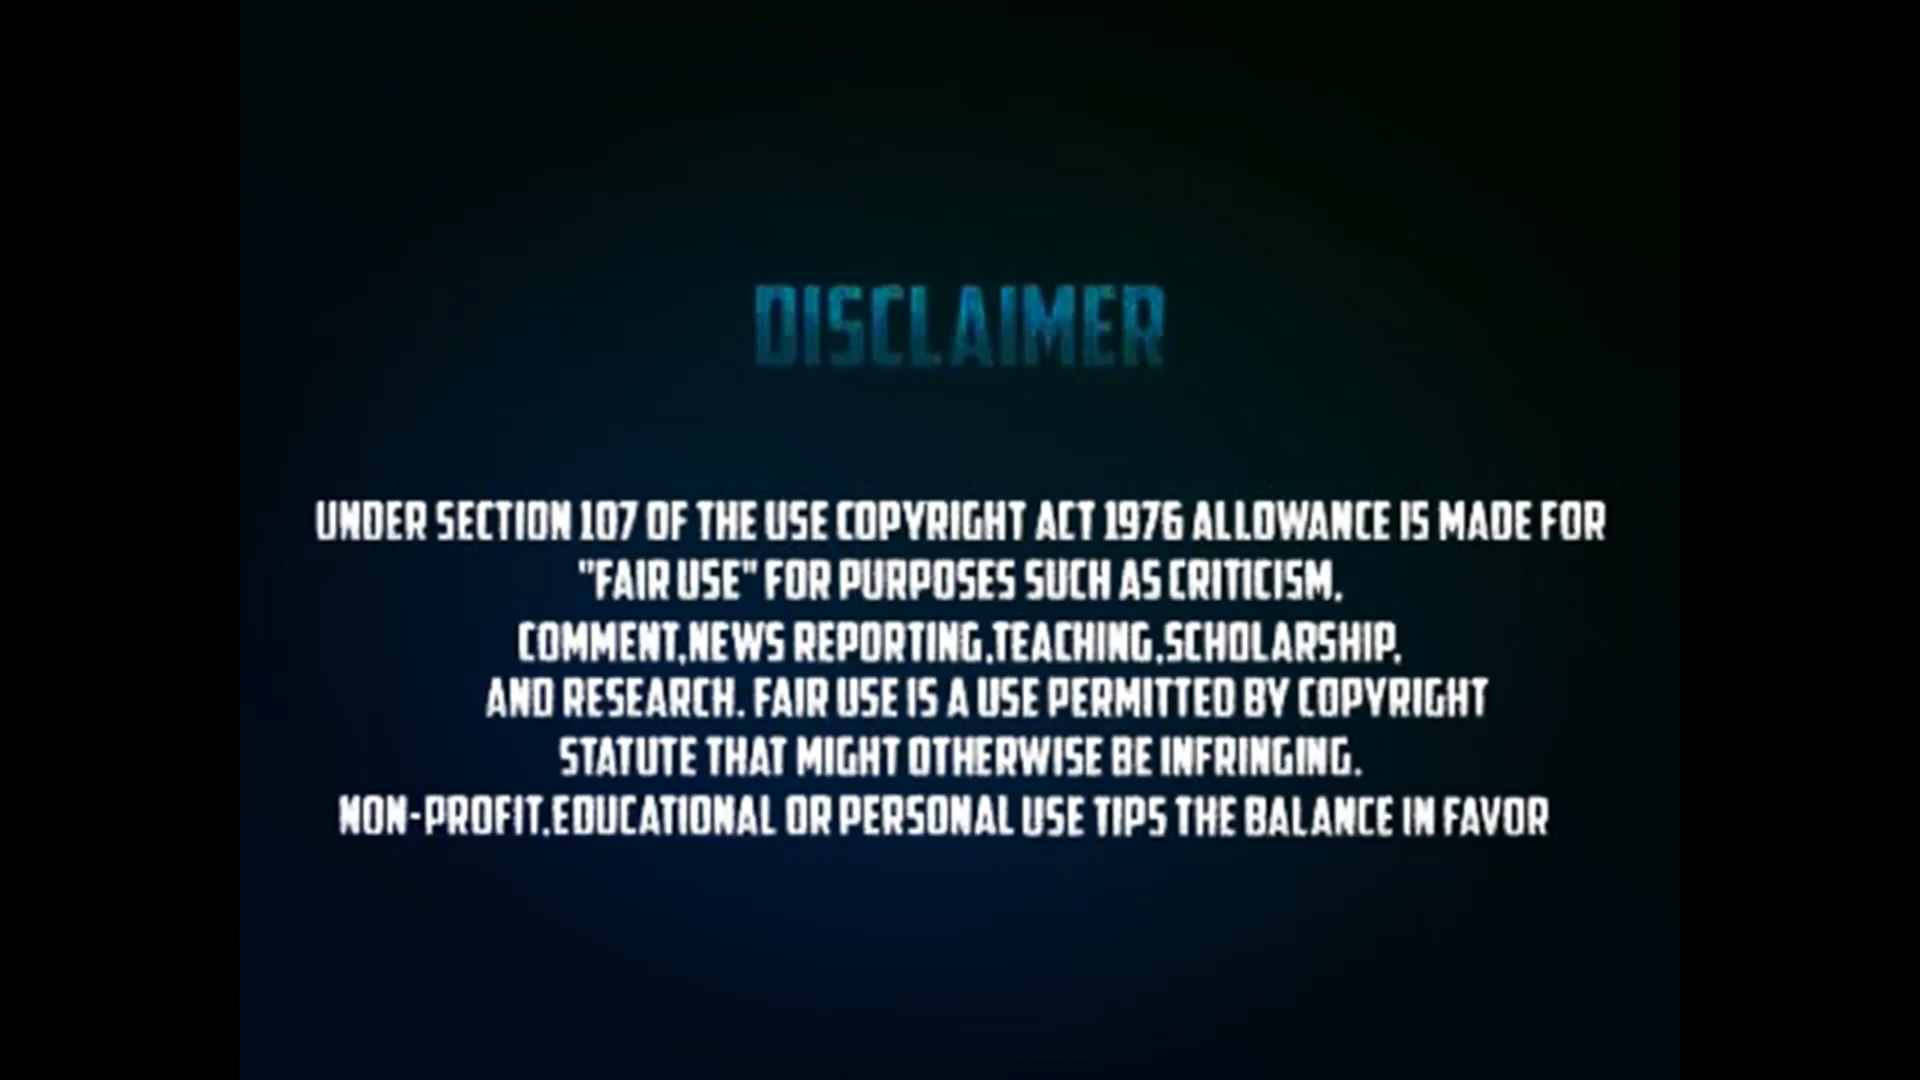 DISCLAIMER
UNDER SECTION 107 OF THE USE COPYRIGHT ACT 1976 ALLOWANCE IS MADE FOR
"FAIR USE" FOR PURPOSES SUCH AS CRITICISM,
COMMENT,NEWS REPORTING,TEACHING,SCHOLARSHIP,
AND RESEARCH. FAIR USE IS A USE PERMITTED BY COPYRIGHT
STATUTE THAT MIGHT OTHERWISE BE INFRINGING.
NON-PROFIT,EDUCATIONAL OR PERSONAL USE TIPS THE BALANCE IN FAVOR